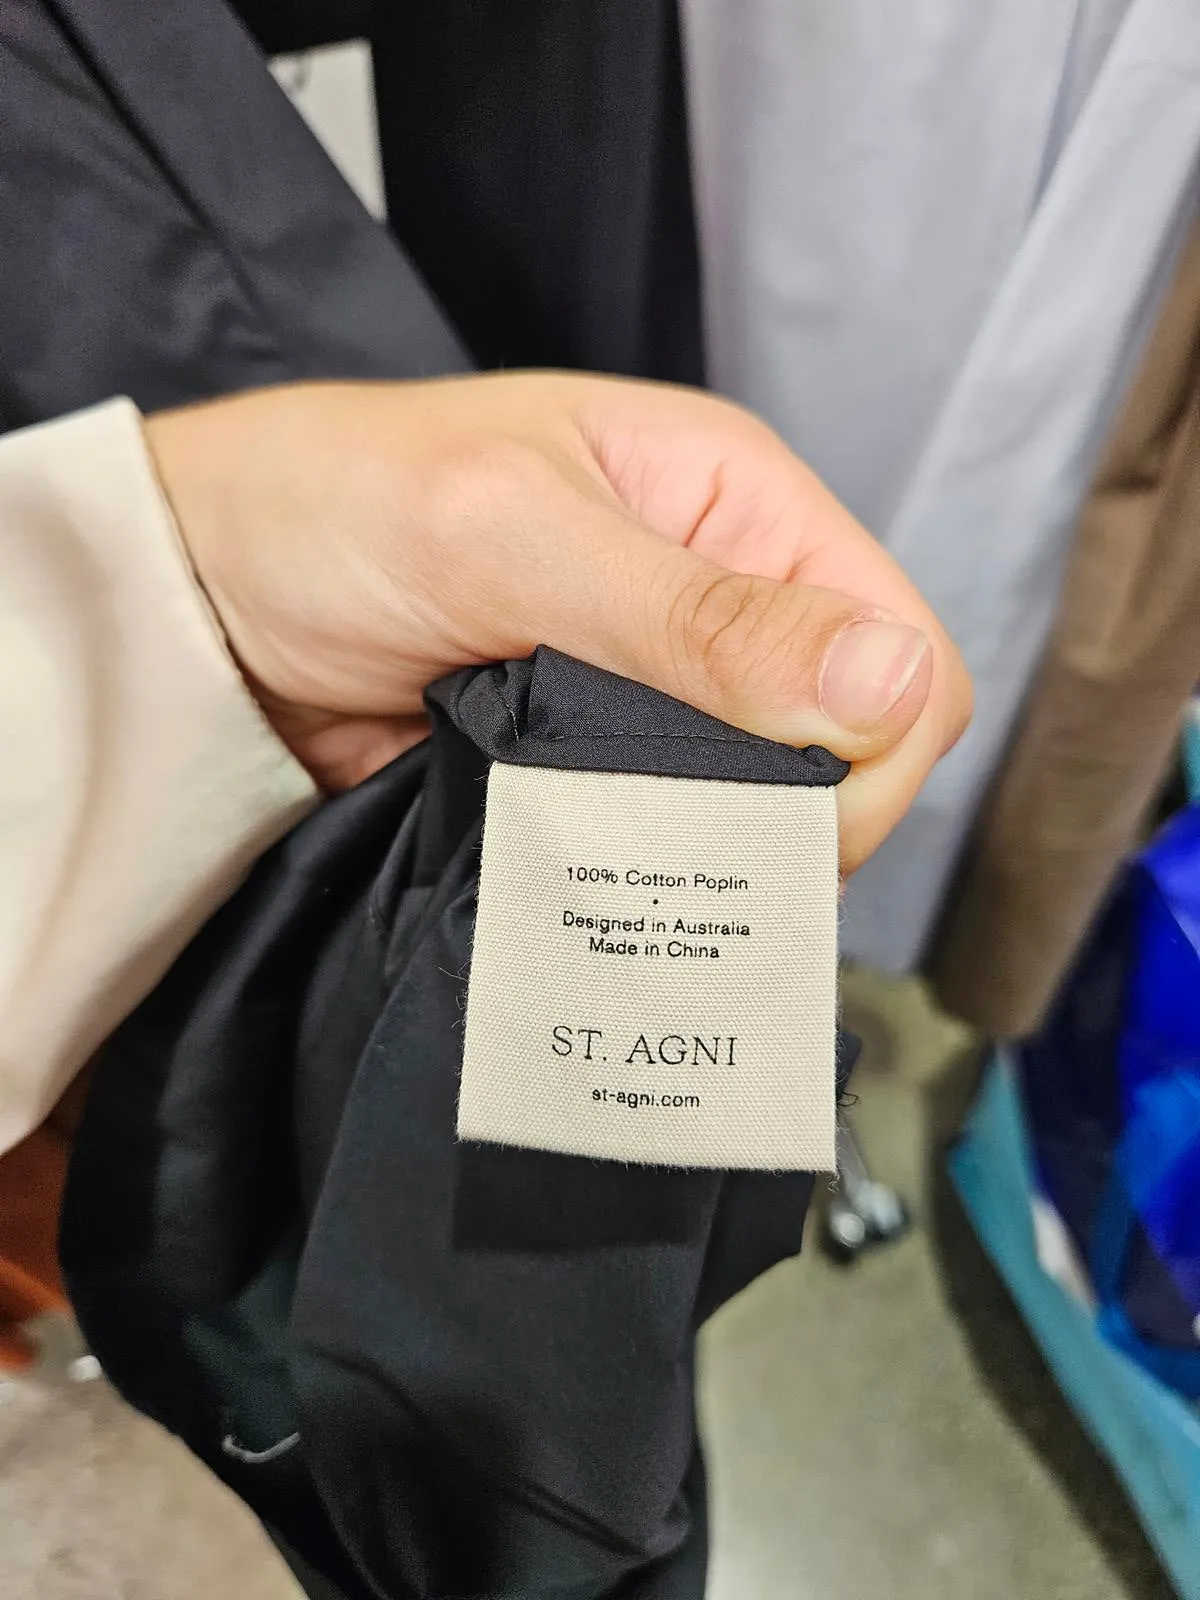 100% Cotton Poplin
•
Designed in Australia
Made in China
ST. AGNI
st-agni.com